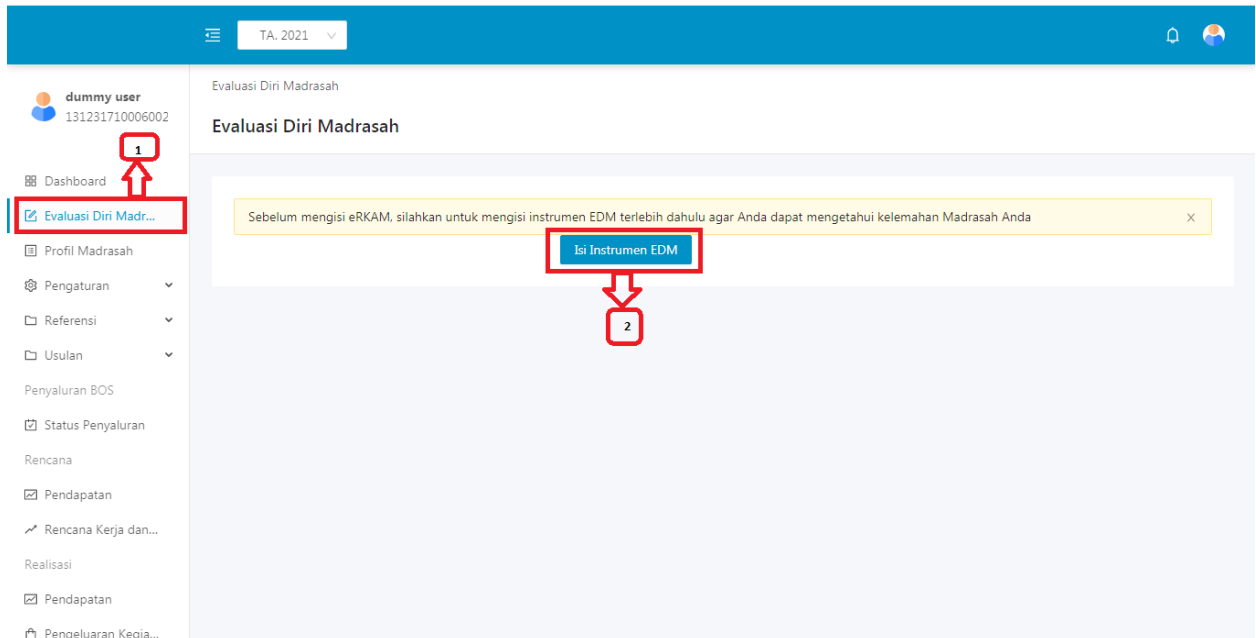 TA. 2021
dummy user
131231710006002
1
Dashboard
Evaluasi Diri Madr...
Profil Madrasah
Pengaturan
Referensi
Usulan
Penyaluran BOS
Status Penyaluran
Rencana
Pendapatan
Rencana Kerja dan...
Realisasi
Pendapatan
Pengeluaran Kegia...
Evaluasi Diri Madrasah
Evaluasi Diri Madrasah
Sebelum mengisi eRKAM, silahkan untuk mengisi instrumen EDM terlebih dahulu agar Anda dapat mengetahui kelemahan Madrasah Anda
Isi Instrumen EDM
2